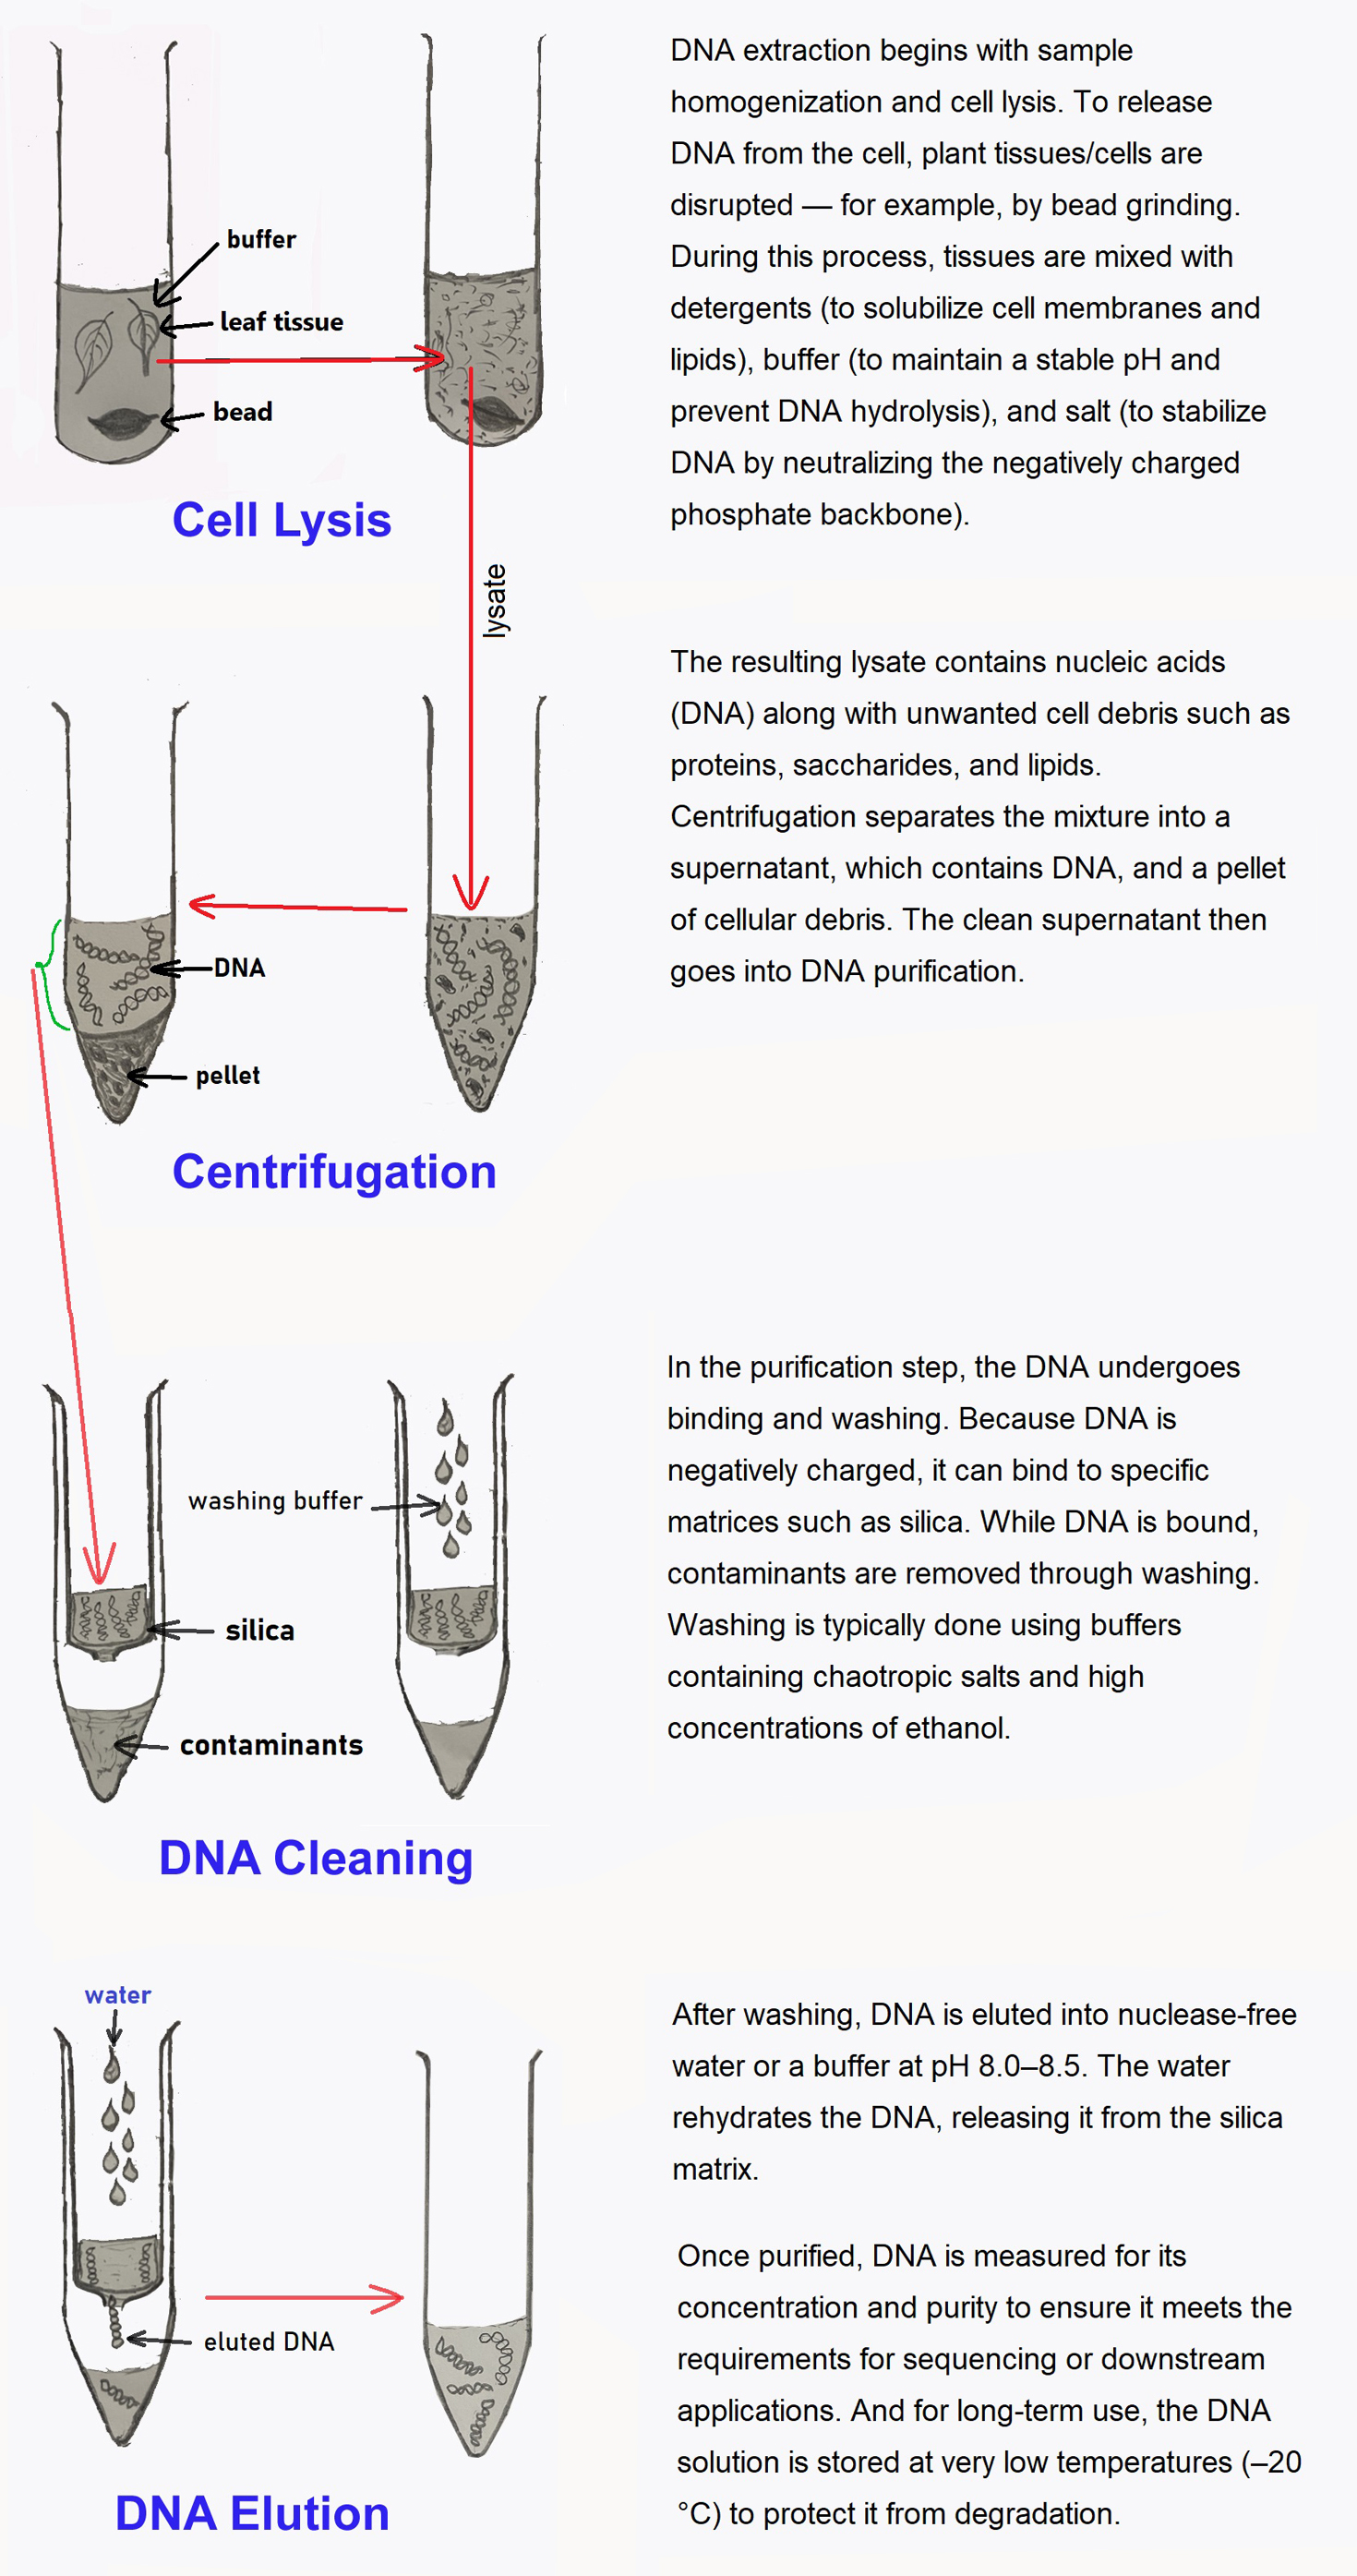 buffer
leaf tissue
bead
Cell Lysis
DNA extraction begins with sample
homogenization and cell lysis. To release
DNA from the cell, plant tissues/cells are
disrupted — for example, by bead grinding.
During this process, tissues are mixed with
detergents (to solubilize cell membranes and
lipids), buffer (to maintain a stable pH and
prevent DNA hydrolysis), and salt (to stabilize
DNA by neutralizing the negatively charged
phosphate backbone).
lysate
DNA
pellet
Centrifugation
The resulting lysate contains nucleic acids
(DNA) along with unwanted cell debris such as
proteins, saccharides, and lipids.
Centrifugation separates the mixture into a
supernatant, which contains DNA, and a pellet
of cellular debris. The clean supernatant then
goes into DNA purification.
washing buffer
silica
contaminants
DNA Cleaning
In the purification step, the DNA undergoes
binding and washing. Because DNA is
negatively charged, it can bind to specific
matrices such as silica. While DNA is bound,
contaminants are removed through washing.
Washing is typically done using buffers
containing chaotropic salts and high
concentrations of ethanol.
water
eluted DNA
DNA Elution
After washing, DNA is eluted into nuclease-free
water or a buffer at pH 8.0–8.5. The water
rehydrates the DNA, releasing it from the silica
matrix.
Once purified, DNA is measured for its
concentration and purity to ensure it meets the
requirements for sequencing or downstream
applications. And for long-term use, the DNA
solution is stored at very low temperatures (–20
°C) to protect it from degradation.